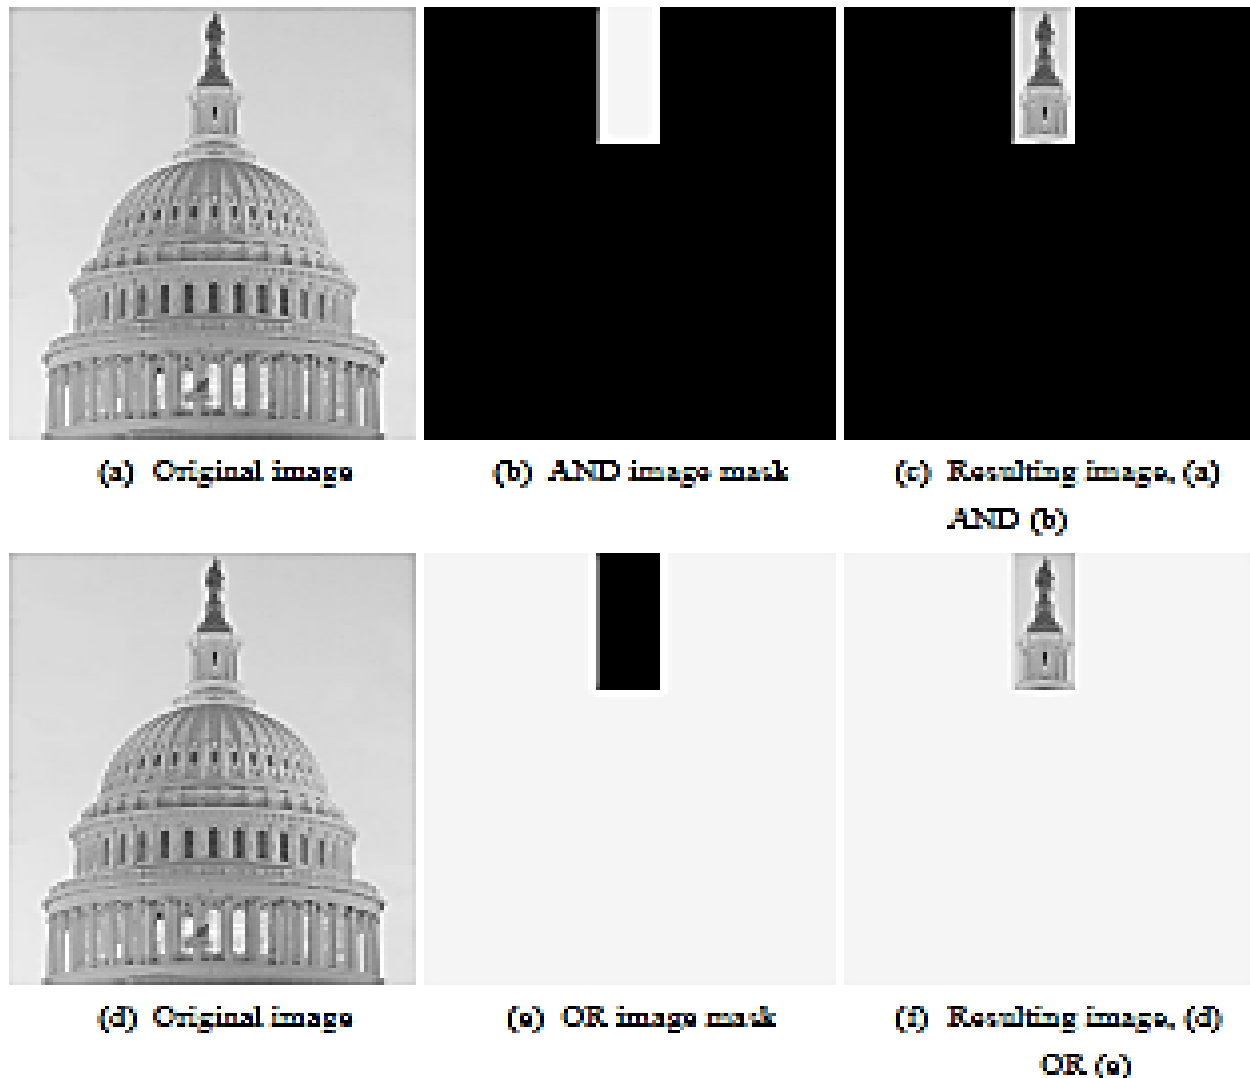 (a) Original image
(b) AND image mask
(c) Resulting image, (a)
AND (b)
(d) Original image
(e) OR image mask
(f) Resulting image, (d)
OR (e)